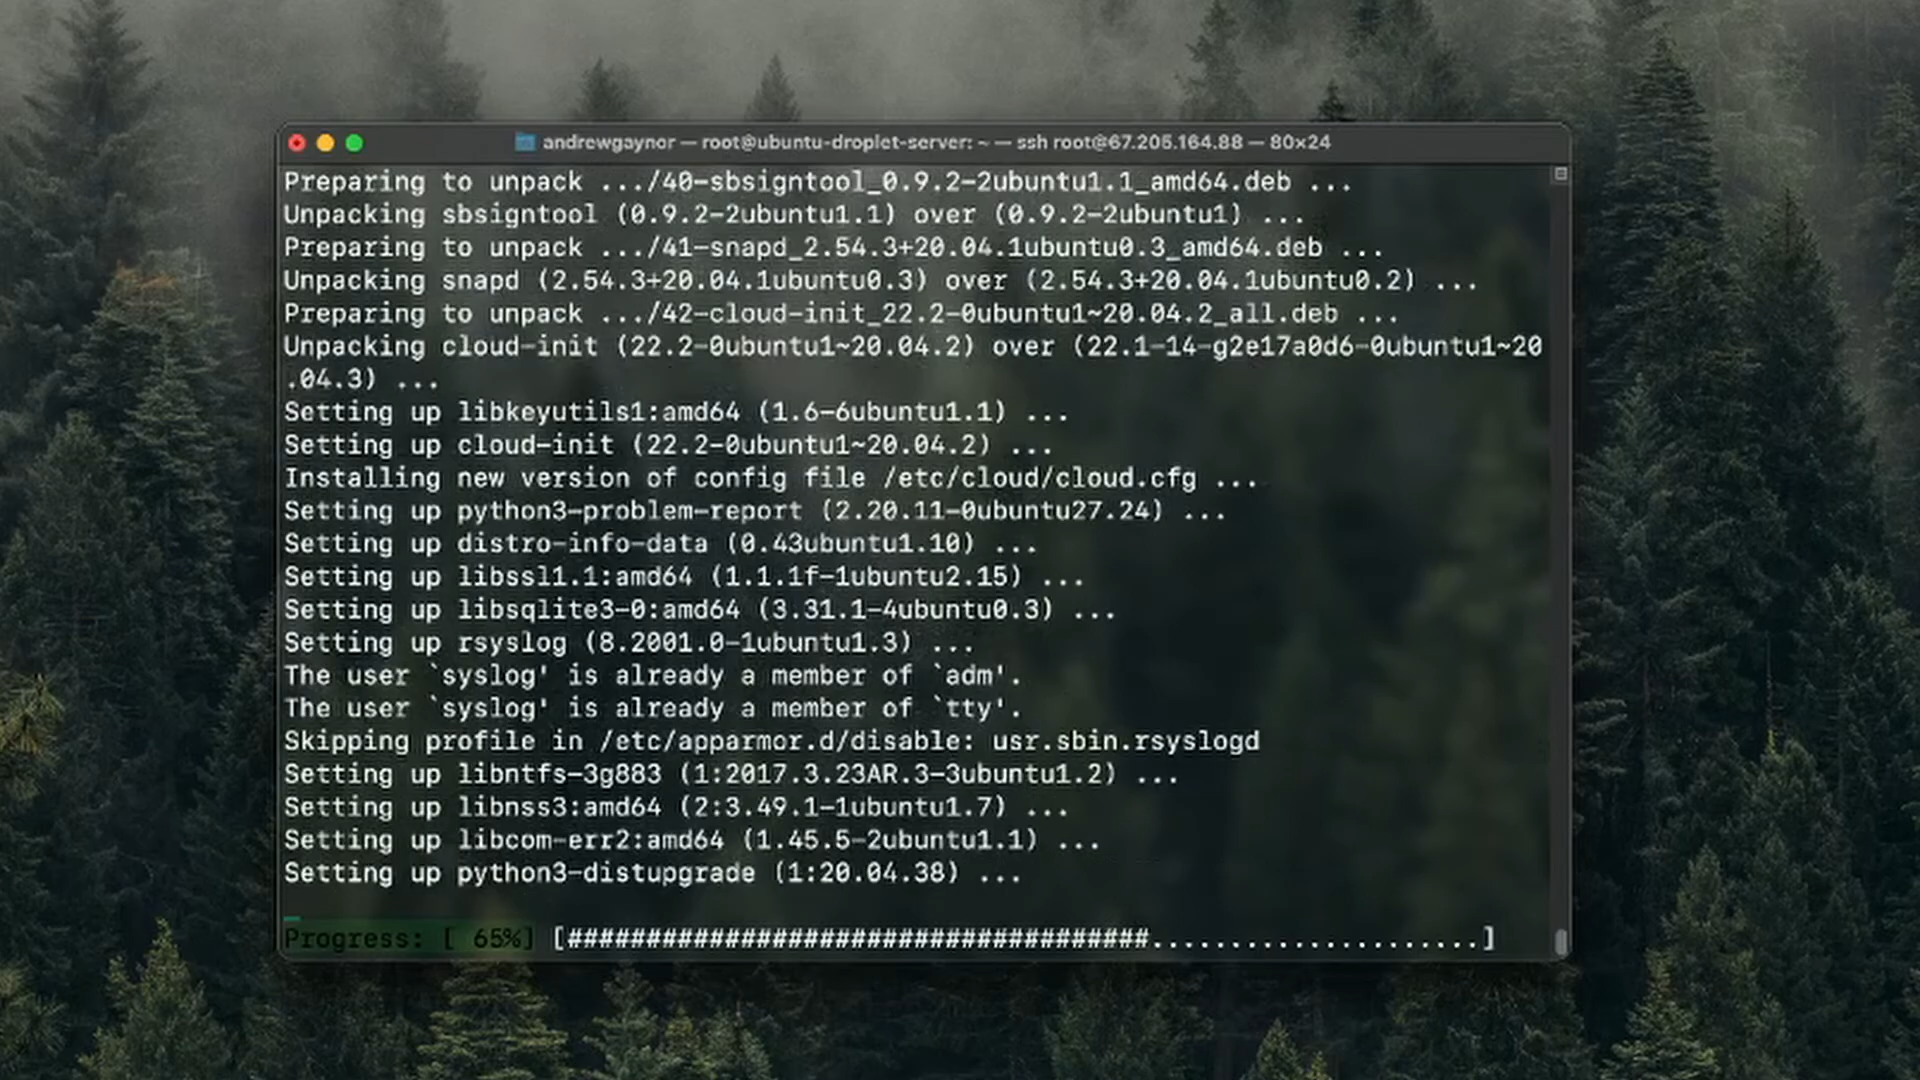 andrewgaynor — root@ubuntu-droplet-server: ~ — ssh root@67.205.164.88 — 80×24
Preparing to unpack .../40-sbsigntool_0.9.2-2ubuntu1.1_amd64.deb ...
Unpacking sbsigntool (0.9.2-2ubuntu1.1) over (0.9.2-2ubuntu1) ...
Preparing to unpack .../41-snapd_2.54.3+20.04.1ubuntu0.3_amd64.deb ...
Unpacking snapd (2.54.3+20.04.1ubuntu0.3) over (2.54.3+20.04.1ubuntu0.2) ...
Preparing to unpack .../42-cloud-init_22.2-0ubuntu1~20.04.2_all.deb ...
Unpacking cloud-init (22.2-0ubuntu1~20.04.2) over (22.1-14-g2e17a0d6-0ubuntu1~20
.04.3) ...
Setting up libkeyutils1:amd64 (1.6-6ubuntu1.1) ...
Setting up cloud-init (22.2-0ubuntu1~20.04.2) ...
Installing new version of config file /etc/cloud/cloud.cfg ...
Setting up python3-problem-report (2.20.11-0ubuntu27.24) ...
Setting up distro-info-data (0.43ubuntu1.10) ...
Setting up libssl1.1:amd64 (1.1.1f-1ubuntu2.15) ...
Setting up libsqlite3-0:amd64 (3.31.1-4ubuntu0.3) ...
Setting up rsyslog (8.2001.0-1ubuntu1.3) ...
The user `syslog' is already a member of `adm'.
The user `syslog' is already a member of `tty'.
Skipping profile in /etc/apparmor.d/disable: usr.sbin.rsyslogd
Setting up libntfs-3g883 (1:2017.3.23AR.3-3ubuntu1.2) ...
Setting up libnss3:amd64 (2:3.49.1-1ubuntu1.7) ...
Setting up libcom-err2:amd64 (1.45.5-2ubuntu1.1) ...
Setting up python3-distupgrade (1:20.04.38) ...
Progress: [ 65%] [#####################################.....................]